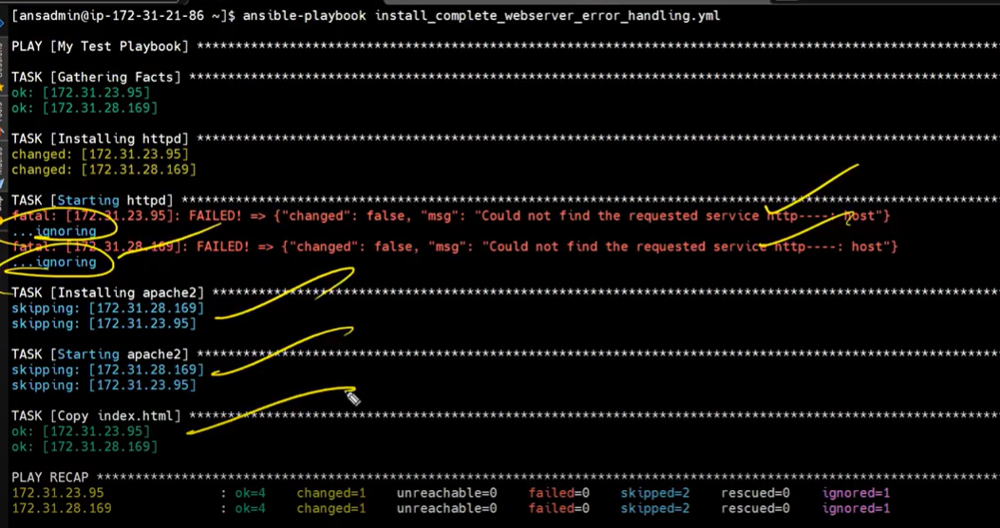 [ansadmin@ip-172-31-21-86 ~]$ ansible-playbook install_complete_webserver_error_handling.yml
PLAY [My Test Playbook] ****************************************************************************************************
TASK [Gathering Facts] *****************************************************************************************************
ok: [172.31.23.95]
ok: [172.31.28.169]
TASK [Installing httpd] ****************************************************************************************************
changed: [172.31.23.95]
changed: [172.31.28.169]
TASK [Starting httpd] ******************************************************************************************************
fatal: [172.31.23.95]: FAILED! => {"changed": false, "msg": "Could not find the requested service http----: host"}
...ignoring
fatal: [172.31.28.169]: FAILED! => {"changed": false, "msg": "Could not find the requested service http----: host"}
...ignoring
TASK [Installing apache2] **************************************************************************************************
skipping: [172.31.28.169]
skipping: [172.31.23.95]
TASK [Starting apache2] ****************************************************************************************************
skipping: [172.31.28.169]
skipping: [172.31.23.95]
TASK [Copy index.html] *****************************************************************************************************
ok: [172.31.23.95]
ok: [172.31.28.169]
PLAY RECAP *****************************************************************************************************************
172.31.23.95 : ok=4 changed=1 unreachable=0 failed=0 skipped=2 rescued=0 ignored=1
172.31.28.169 : ok=4 changed=1 unreachable=0 failed=0 skipped=2 rescued=0 ignored=1